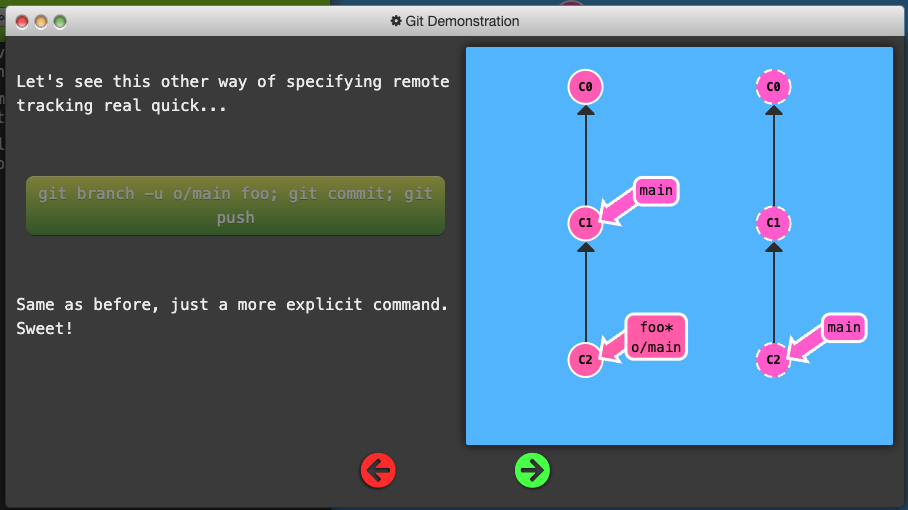 Git Demonstration
Let's see this other way of specifying remote
tracking real quick...
git branch -u o/main foo; git commit; git
push
Same as before, just a more explicit command.
Sweet!
C0
C0
main
C1
C1
foo*
o/main
main
C2
C2